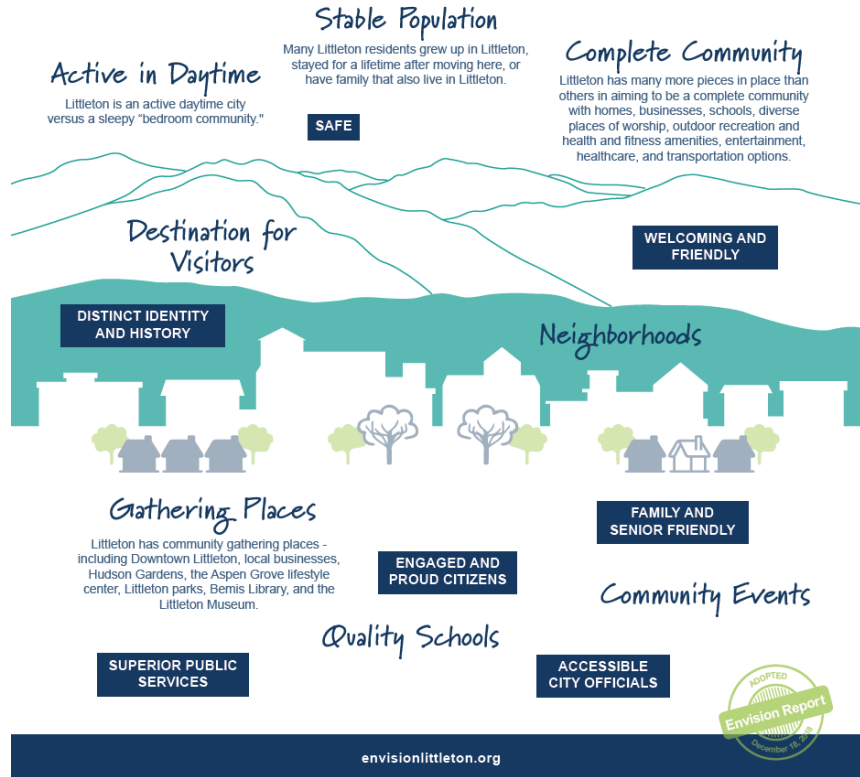 Stable Population
Many Littleton residents grew up in Littleton,
stayed for a lifetime after moving here, or
have family that also live in Littleton.
Active in Daytime
Littleton is an active daytime city
versus a sleepy “bedroom community."
SAFE
Complete Community
Littleton has many more pieces in place than
others in aiming to be a complete community
with homes, businesses, schools, diverse
places of worship, outdoor recreation and
health and fitness amenities, entertainment,
healthcare, and transportation options.
Destination for
Visitors
WELCOMING AND
FRIENDLY
DISTINCT IDENTITY
AND HISTORY
Neighborhoods
Gathering Places
Littleton has community gathering places -
including Downtown Littleton, local businesses,
Hudson Gardens, the Aspen Grove lifestyle
center, Littleton parks, Bemis Library, and the
Littleton Museum.
FAMILY AND
SENIOR FRIENDLY
ENGAGED AND
PROUD CITIZENS
Community Events
Quality Schools
SUPERIOR PUBLIC
SERVICES
ACCESSIBLE
CITY OFFICIALS
ADOPTED
Envision Report
December 18,
envisionlittleton.org